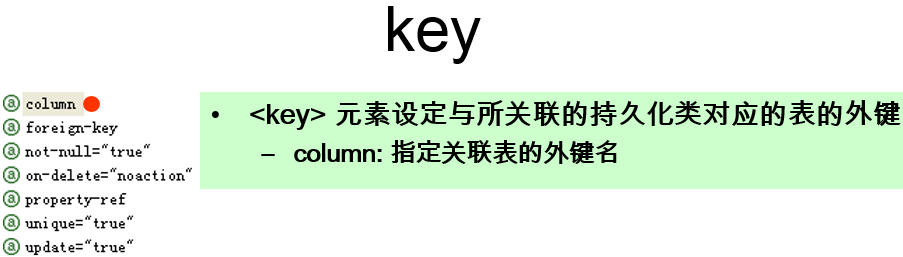 key
column
foreign-key
not-null="true"
on-delete="noaction"
property-ref
unique="true"
update="true"
• <key> 元素设定与所关联的持久化类对应的表的外键
– column: 指定关联表的外键名